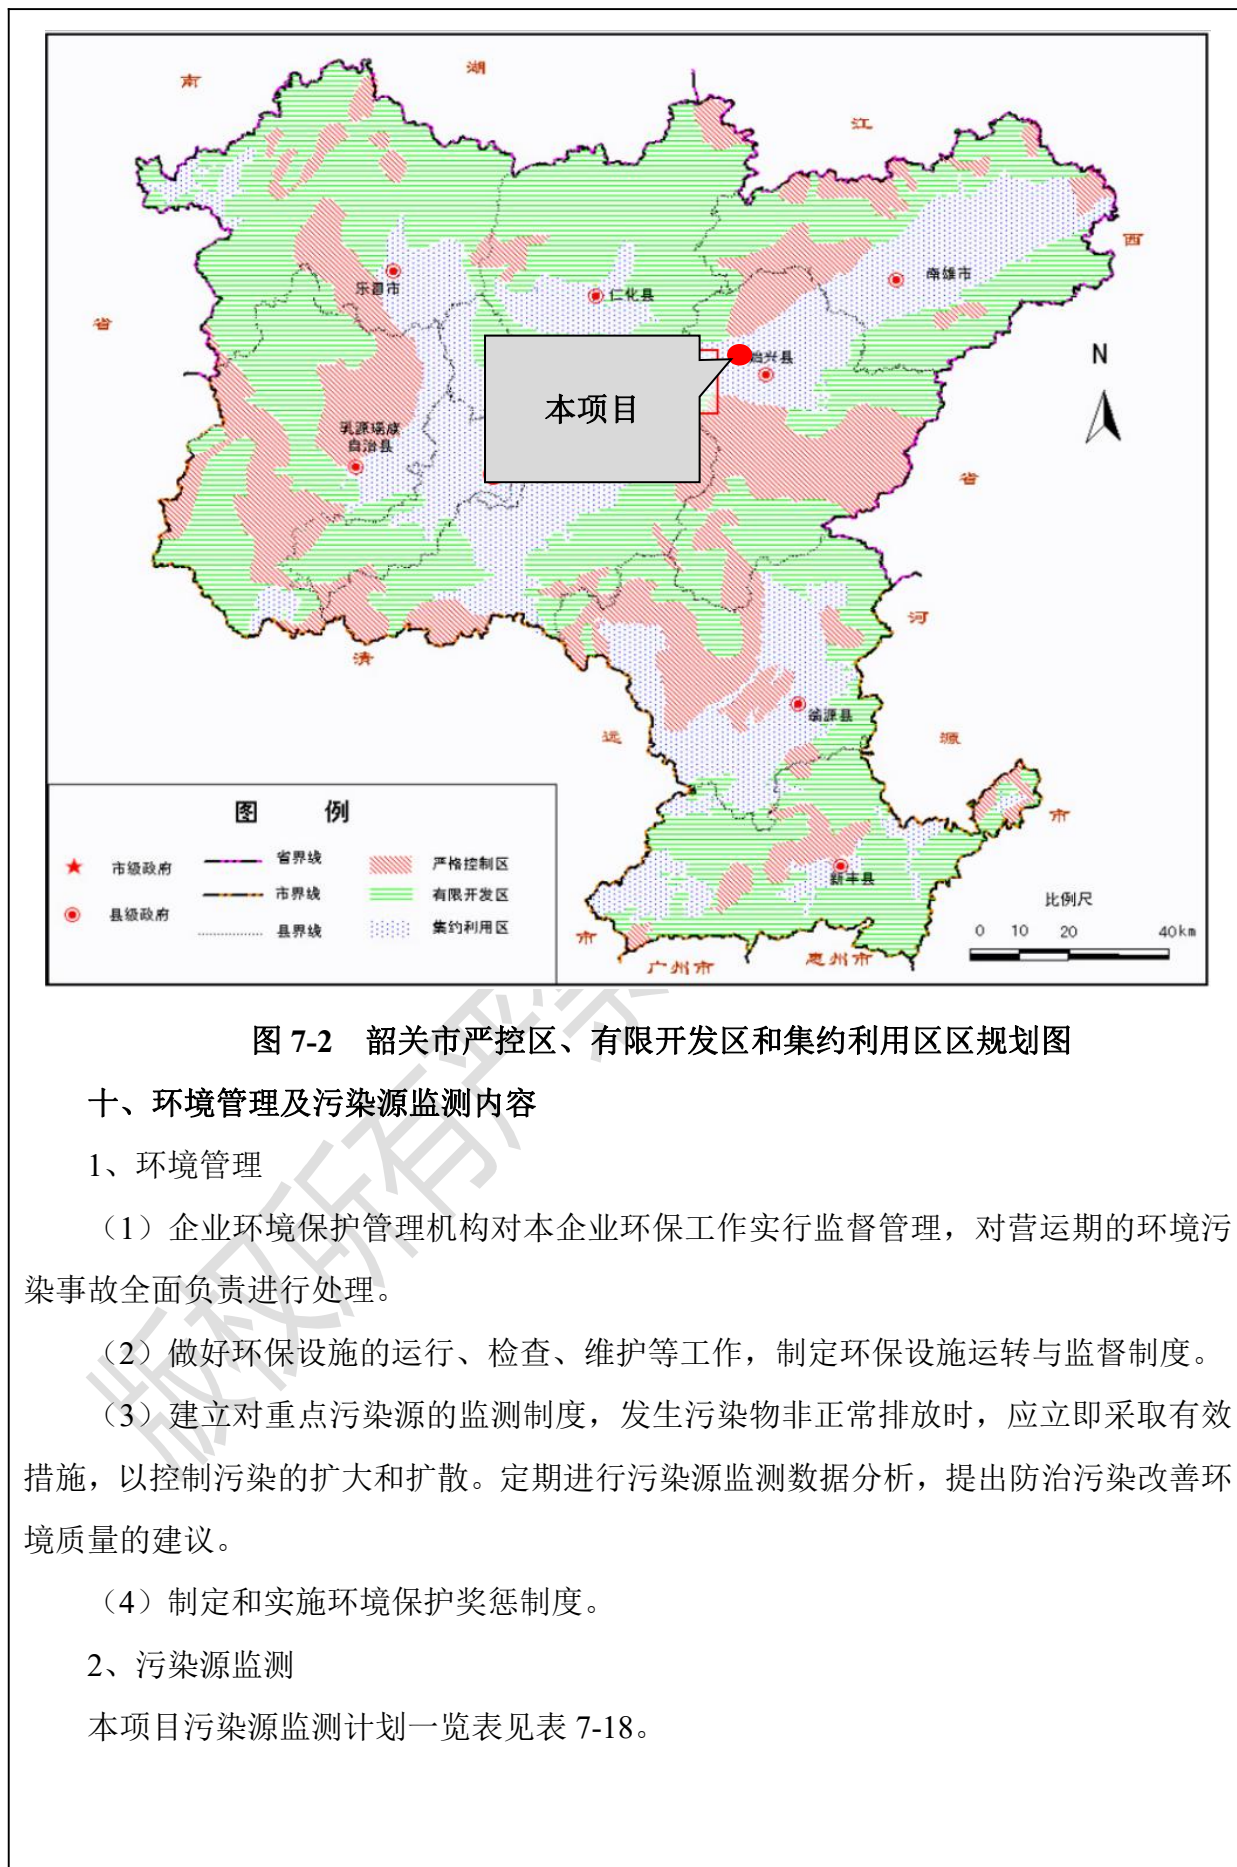 南
湖
江
西
省
乐昌市
仁化县
南雄市
始兴县
N
本项目
乳源瑶族
自治县
省
河
清
远
翁源县
源
市
新丰县
市
广州市
惠州市
图 例
市级政府
县级政府
省界线
市界线
县界线
严格控制区
有限开发区
集约利用区
比例尺
0 10 20 40km
图 7-2 韶关市严控区、有限开发区和集约利用区区规划图
十、环境管理及污染源监测内容
1、环境管理
（1）企业环境保护管理机构对本企业环保工作实行监督管理，对营运期的环境污
染事故全面负责进行处理。
（2）做好环保设施的运行、检查、维护等工作，制定环保设施运转与监督制度。
（3）建立对重点污染源的监测制度，发生污染物非正常排放时，应立即采取有效
措施，以控制污染的扩大和扩散。定期进行污染源监测数据分析，提出防治污染改善环
境质量的建议。
（4）制定和实施环境保护奖惩制度。
2、污染源监测
本项目污染源监测计划一览表见表 7-18。
版权所有严禁